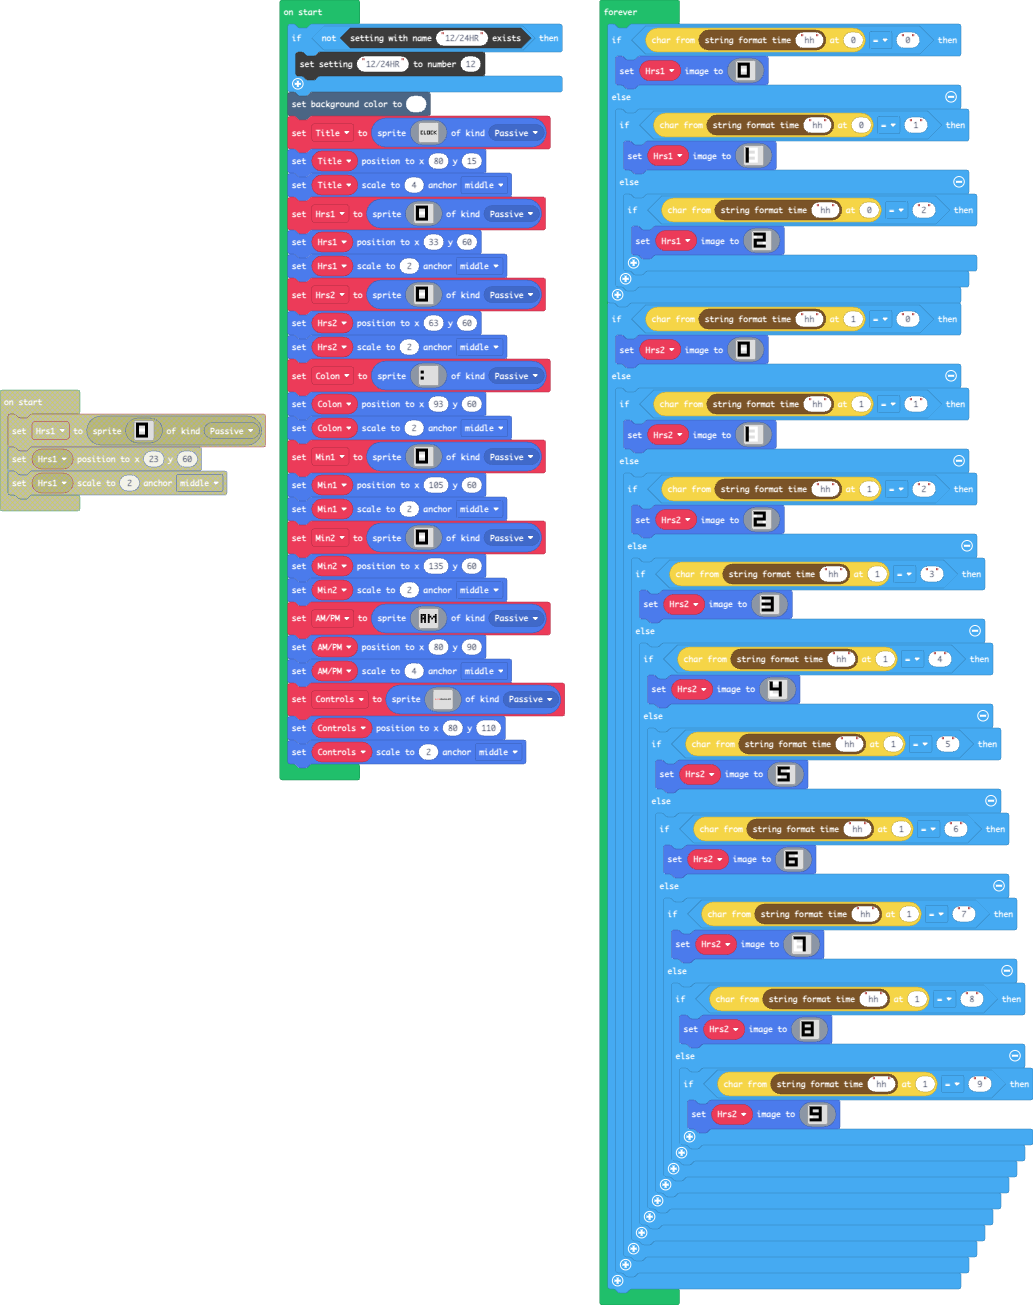 on start
set Hrs1 to sprite 0 of kind Passive
set Hrs1 position to x 23 y 60
set Hrs1 scale to 2 anchor middle
on start
if not setting with name "12/24HR" exists then
set setting "12/24HR" to number 12
set background color to
set Title to sprite CLOCK of kind Passive
set Title position to x 80 y 15
set Title scale to 4 anchor middle
set Hrs1 to sprite 0 of kind Passive
set Hrs1 position to x 33 y 60
set Hrs1 scale to 2 anchor middle
set Hrs2 to sprite 0 of kind Passive
set Hrs2 position to x 63 y 60
set Hrs2 scale to 2 anchor middle
set Colon to sprite : of kind Passive
set Colon position to x 93 y 60
set Colon scale to 2 anchor middle
set Min1 to sprite 0 of kind Passive
set Min1 position to x 105 y 60
set Min1 scale to 2 anchor middle
set Min2 to sprite 0 of kind Passive
set Min2 position to x 135 y 60
set Min2 scale to 2 anchor middle
set AM/PM to sprite AM of kind Passive
set AM/PM position to x 80 y 90
set AM/PM scale to 4 anchor middle
set Controls to sprite of kind Passive
set Controls position to x 80 y 110
set Controls scale to 2 anchor middle
forever
if char from string format time "hh" at 0 = "0" then
set Hrs1 image to 0
else
if char from string format time "hh" at 0 = "1" then
set Hrs1 image to 1
else
if char from string format time "hh" at 0 = "2" then
set Hrs1 image to 2
if char from string format time "hh" at 1 = "0" then
set Hrs2 image to 0
else
if char from string format time "hh" at 1 = "1" then
set Hrs2 image to 1
else
if char from string format time "hh" at 1 = "2" then
set Hrs2 image to 2
else
if char from string format time "hh" at 1 = "3" then
set Hrs2 image to 3
else
if char from string format time "hh" at 1 = "4" then
set Hrs2 image to 4
else
if char from string format time "hh" at 1 = "5" then
set Hrs2 image to 5
else
if char from string format time "hh" at 1 = "6" then
set Hrs2 image to 6
else
if char from string format time "hh" at 1 = "7" then
set Hrs2 image to 7
else
if char from string format time "hh" at 1 = "8" then
set Hrs2 image to 8
else
if char from string format time "hh" at 1 = "9" then
set Hrs2 image to 9